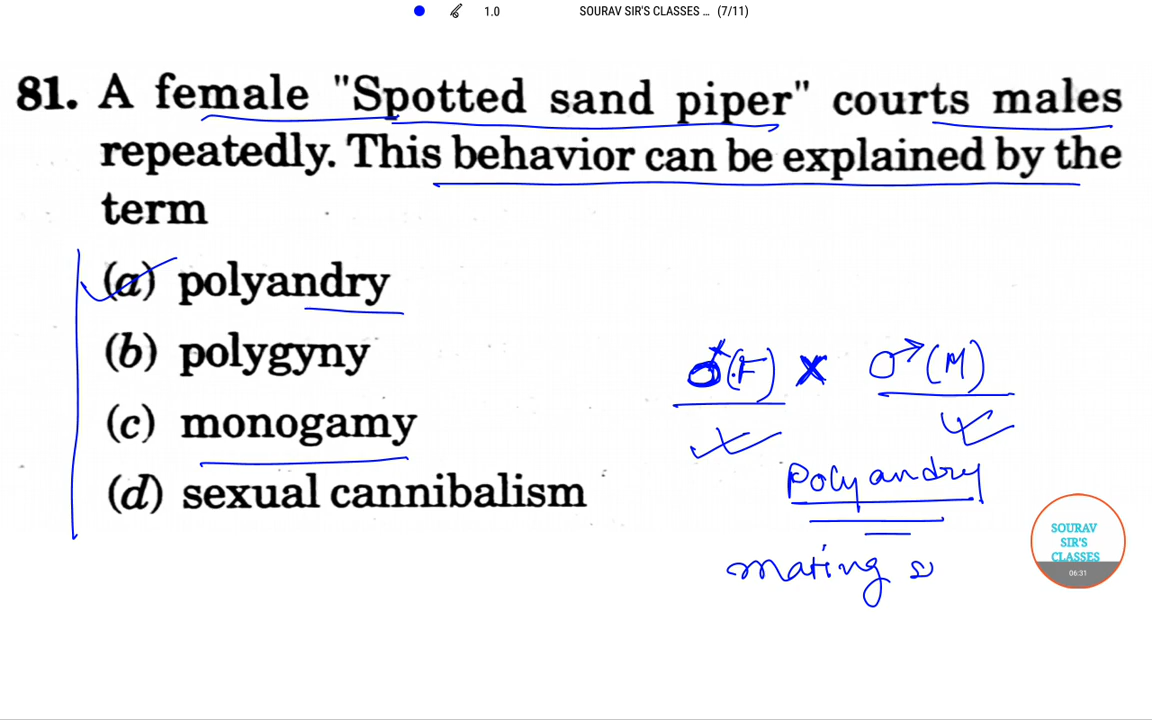 1.0 SOURAV SIR'S CLASSES ... (7/11)
81. A female "Spotted sand piper" courts males
repeatedly. This behavior can be explained by the
term
(a) polyandry
(b) polygyny
(c) monogamy
(d) sexual cannibalism
(F) × ♂ (M)
Polyandry
mating s
SOURAV
SIR'S
CLASSES
06:31